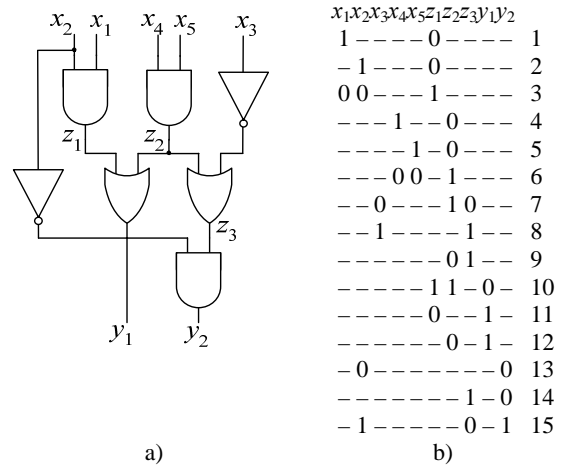 x₂ x₁ x₄ x₅ x₃
z₁ z₂
z₃
y₁ y₂
a)
x₁x₂x₃x₄x₅z₁z₂z₃y₁y₂
1 – – – – 0 – – – – 1
– 1 – – – 0 – – – – 2
0 0 – – – 1 – – – – 3
– – – 1 – – 0 – – – 4
– – – – 1 – 0 – – – 5
– – – 0 0 – 1 – – – 6
– – 0 – – – 1 0 – – 7
– – 1 – – – – 1 – – 8
– – – – – – 0 1 – – 9
– – – – – 1 1 – 0 – 10
– – – – – 0 – – 1 – 11
– – – – – – 0 – 1 – 12
– 0 – – – – – – – 0 13
– – – – – – – 1 – 0 14
– 1 – – – – – 0 – 1 15
b)